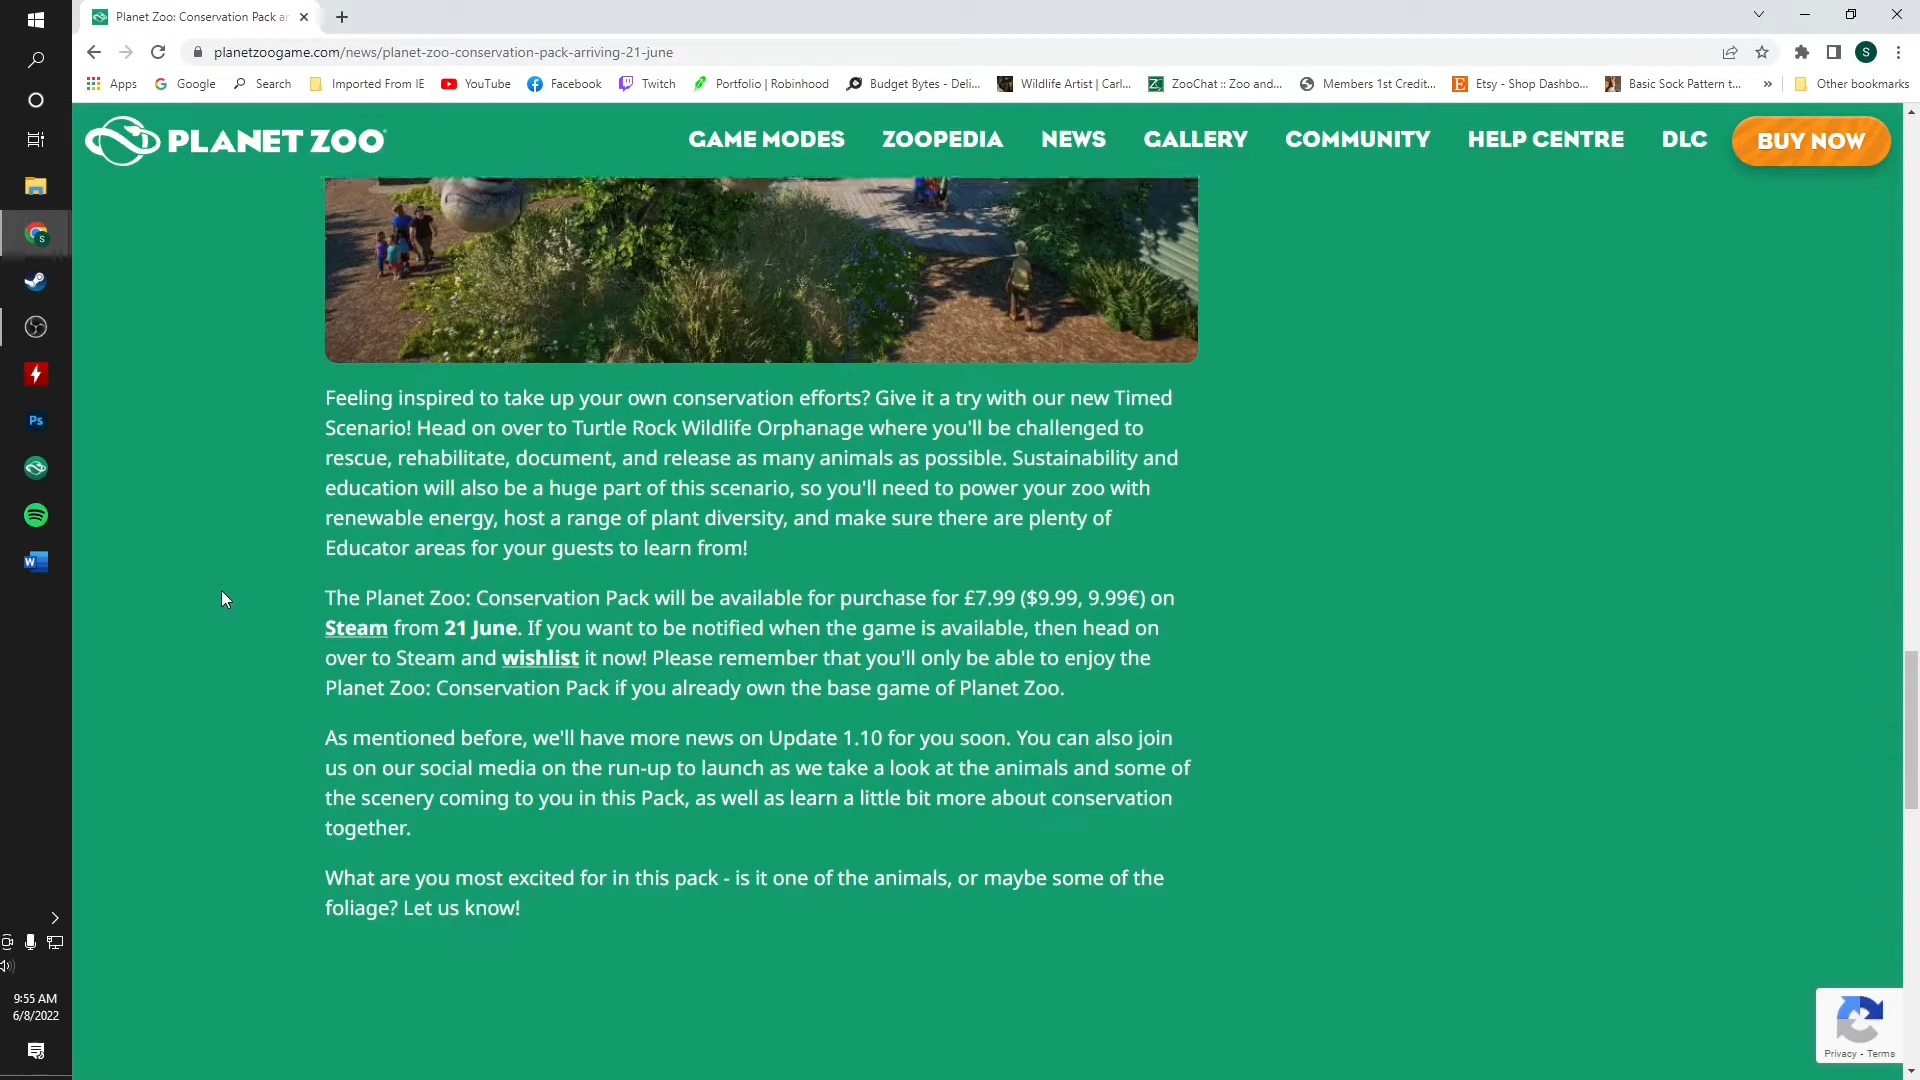 Planet Zoo: Conservation Pack ar
planetzoogame.com/news/planet-zoo-conservation-pack-arriving-21-june
S
Apps Google Search Imported From IE YouTube Facebook Twitch Portfolio | Robinhood Budget Bytes - Deli... Wildlife Artist | Carl... ZooChat :: Zoo and... Members 1st Credit... Etsy - Shop Dashbo... Basic Sock Pattern t... » Other bookmarks
PLANET ZOO GAME MODES ZOOPEDIA NEWS GALLERY COMMUNITY HELP CENTRE DLC BUY NOW
Feeling inspired to take up your own conservation efforts? Give it a try with our new Timed
Scenario! Head on over to Turtle Rock Wildlife Orphanage where you'll be challenged to
rescue, rehabilitate, document, and release as many animals as possible. Sustainability and
education will also be a huge part of this scenario, so you'll need to power your zoo with
renewable energy, host a range of plant diversity, and make sure there are plenty of
Educator areas for your guests to learn from!
The Planet Zoo: Conservation Pack will be available for purchase for £7.99 ($9.99, 9.99€) on
Steam from 21 June. If you want to be notified when the game is available, then head on
over to Steam and wishlist it now! Please remember that you'll only be able to enjoy the
Planet Zoo: Conservation Pack if you already own the base game of Planet Zoo.
As mentioned before, we'll have more news on Update 1.10 for you soon. You can also join
us on our social media on the run-up to launch as we take a look at the animals and some of
the scenery coming to you in this Pack, as well as learn a little bit more about conservation
together.
What are you most excited for in this pack - is it one of the animals, or maybe some of the
foliage? Let us know!
S
Ps
W
9:55 AM
6/8/2022
Privacy - Terms